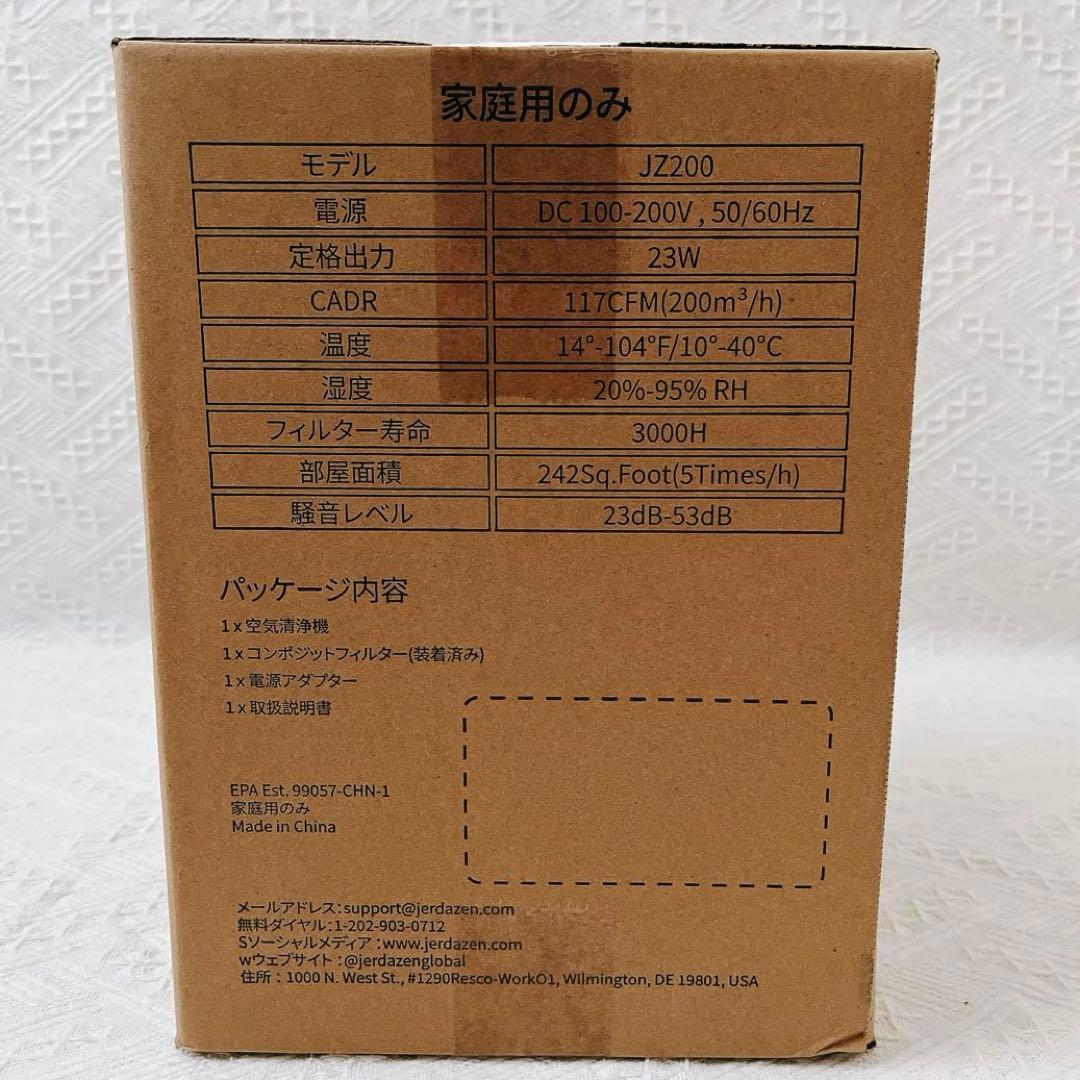 家庭用のみ
モデル JZ200
電源 DC 100-200V , 50/60Hz
定格出力 23W
CADR 117CFM(200m³/h)
温度 14°-104°F/10°-40°C
湿度 20%-95% RH
フィルター寿命 3000H
部屋面積 242Sq.Foot(5Times/h)
騒音レベル 23dB-53dB
パッケージ内容
1 x 空気清浄機
1 x コンポジットフィルター(装着済み)
1 x 電源アダプター
1 x 取扱説明書
EPA Est. 99057-CHN-1
家庭用のみ
Made in China
メールアドレス：support@jerdazen.com
無料ダイヤル：1-202-903-0712
Sソーシャルメディア：www.jerdazen.com
wウェブサイト：@jerdazenglobal
住所：1000 N. West St., #1290Resco-WorkO1, Wilmington, DE 19801, USA